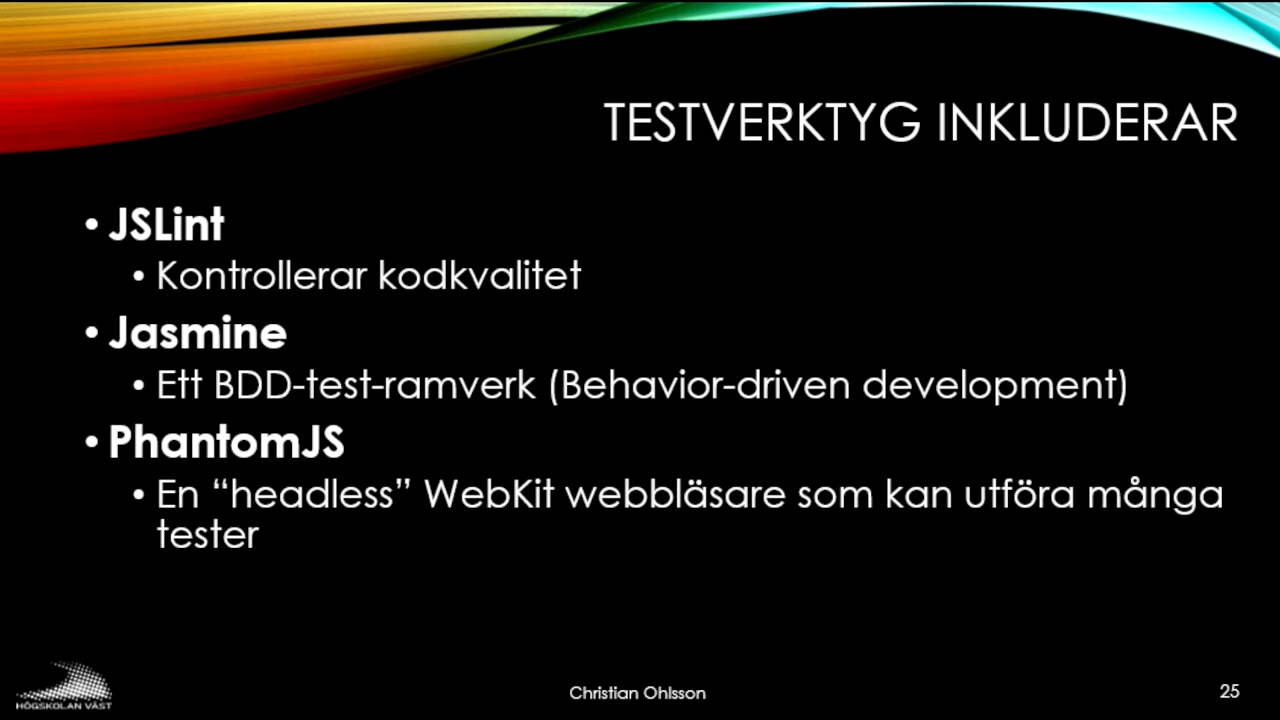 TESTVERKTYG INKLUDERAR
• JSLint
• Kontrollerar kodkvalitet
• Jasmine
• Ett BDD-test-ramverk (Behavior-driven development)
• PhantomJS
• En “headless” WebKit webbläsare som kan utföra många
tester
HÖGSKOLAN VÄST
Christian Ohlsson
25